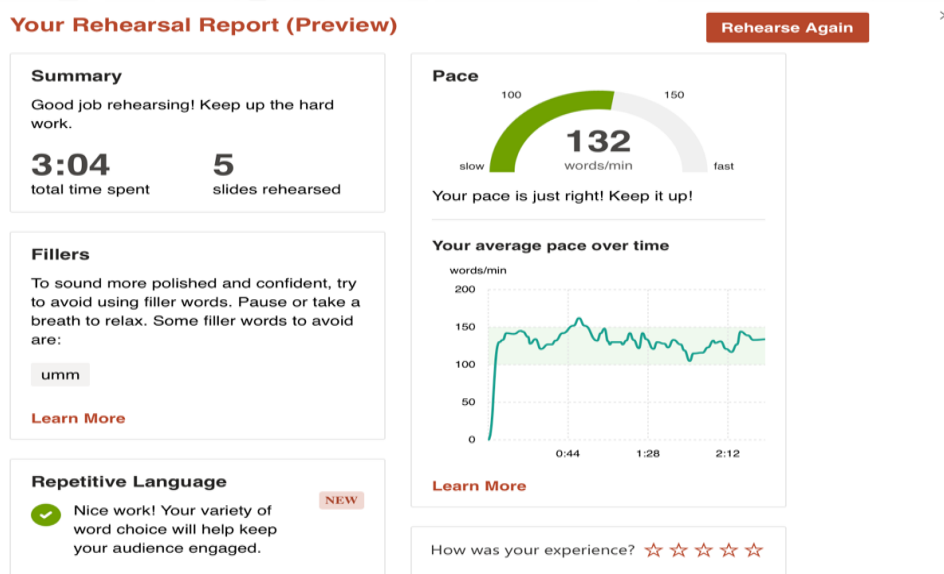 Your Rehearsal Report (Preview)
Rehearse Again
Summary
Good job rehearsing! Keep up the hard
work.
3:04
total time spent
5
slides rehearsed
Fillers
To sound more polished and confident, try
to avoid using filler words. Pause or take a
breath to relax. Some filler words to avoid
are:
umm
Learn More
Repetitive Language
NEW
Nice work! Your variety of
word choice will help keep
your audience engaged.
Pace
100
150
132
slow
words/min
fast
Your pace is just right! Keep it up!
Your average pace over time
words/min
200
150
100
50
0
0:44
1:28
2:12
Learn More
How was your experience?